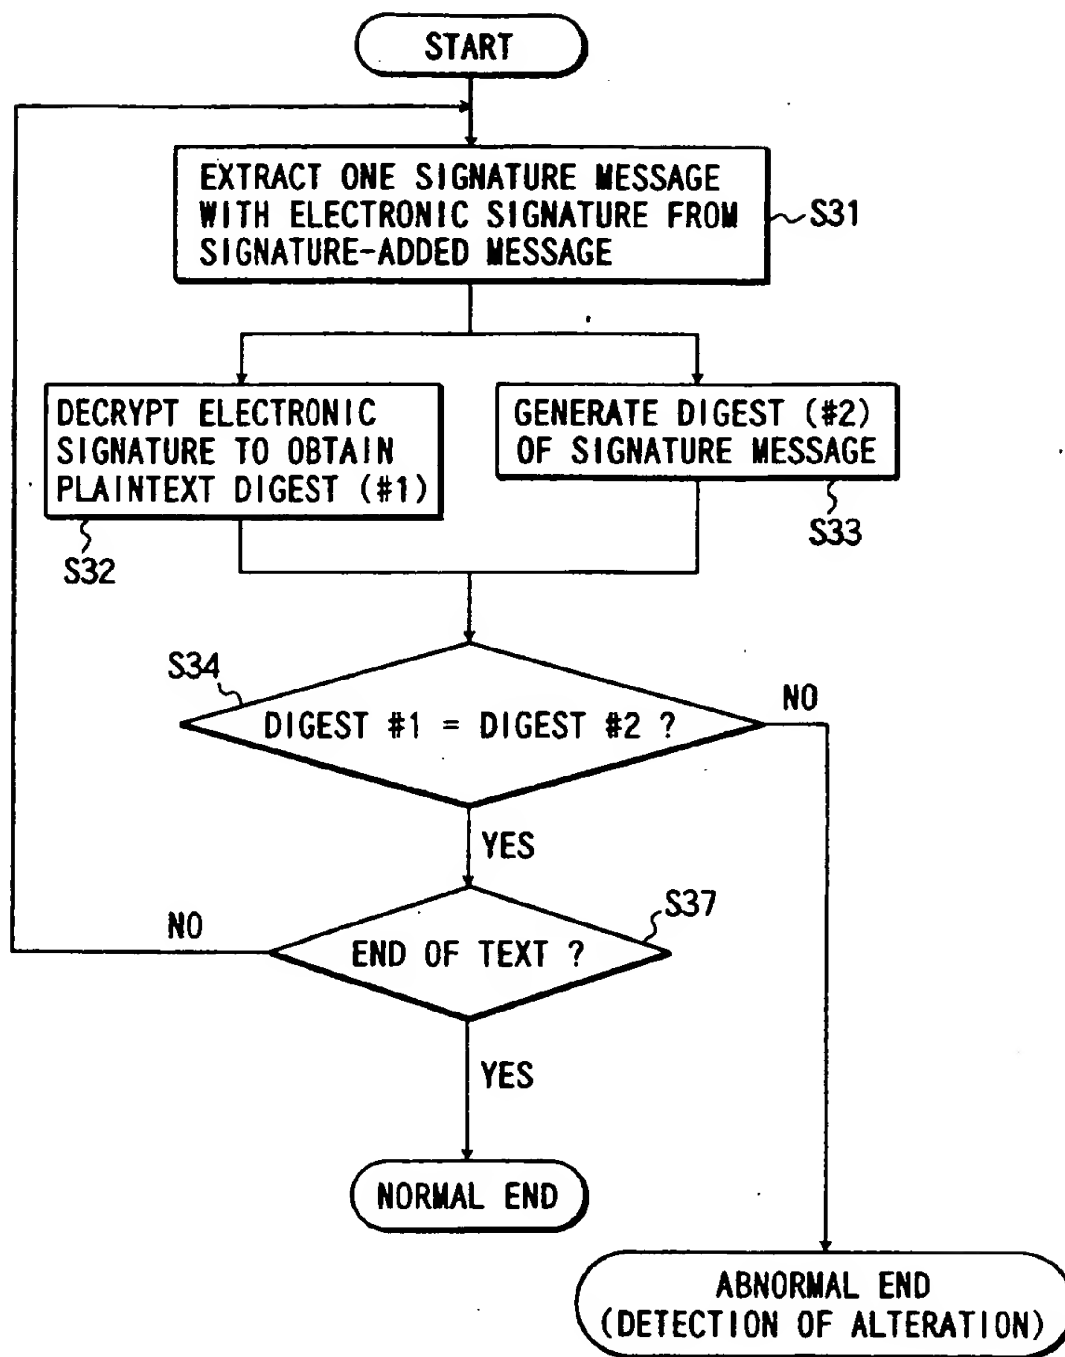 START
EXTRACT ONE SIGNATURE MESSAGE
WITH ELECTRONIC SIGNATURE FROM
SIGNATURE-ADDED MESSAGE
S31
DECRYPT ELECTRONIC
SIGNATURE TO OBTAIN
PLAINTEXT DIGEST (#1)
S32
GENERATE DIGEST (#2)
OF SIGNATURE MESSAGE
S33
S34
DIGEST #1 = DIGEST #2 ?
NO
YES
S37
END OF TEXT ?
NO
YES
NORMAL END
ABNORMAL END
(DETECTION OF ALTERATION)